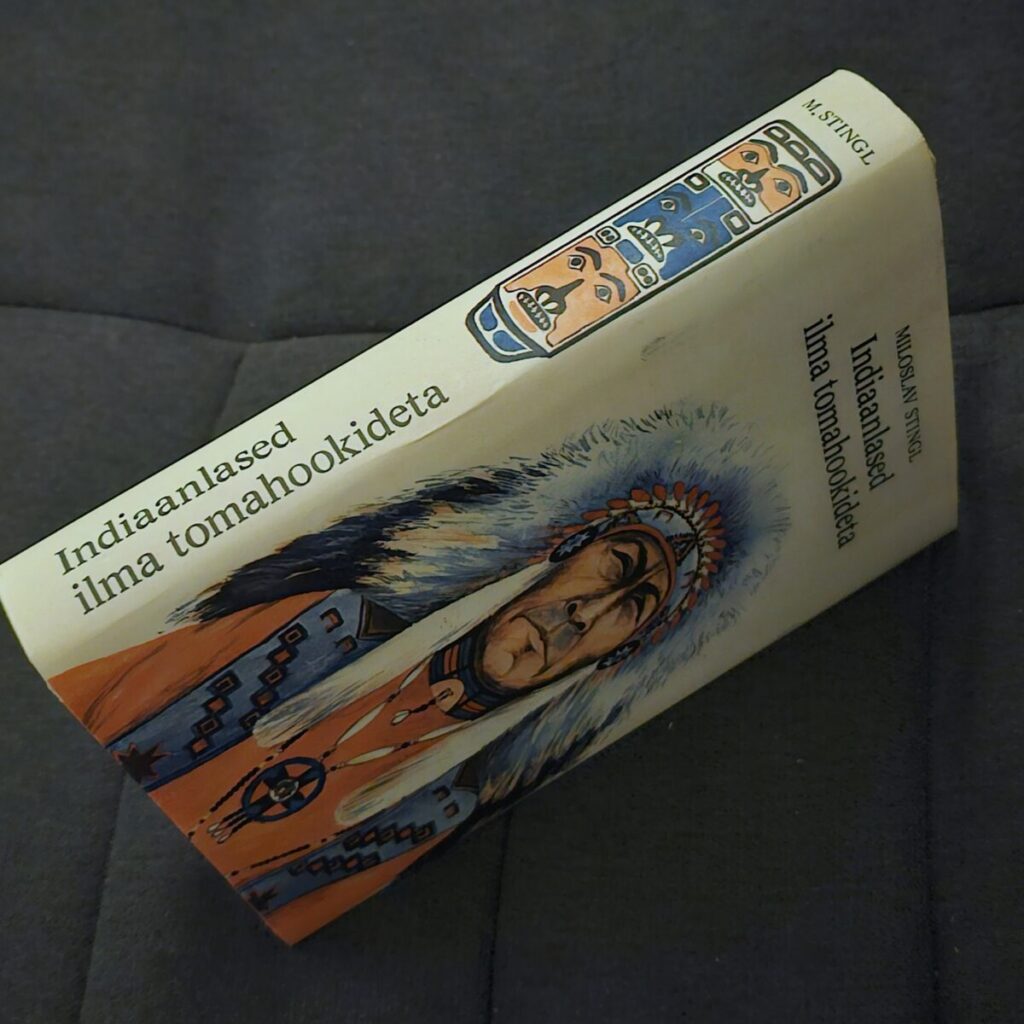 M. STINGL
Indiaanlased
ilma tomahookideta
MILOSLAV STINGL
Indiaanlased
ilma tomahookideta